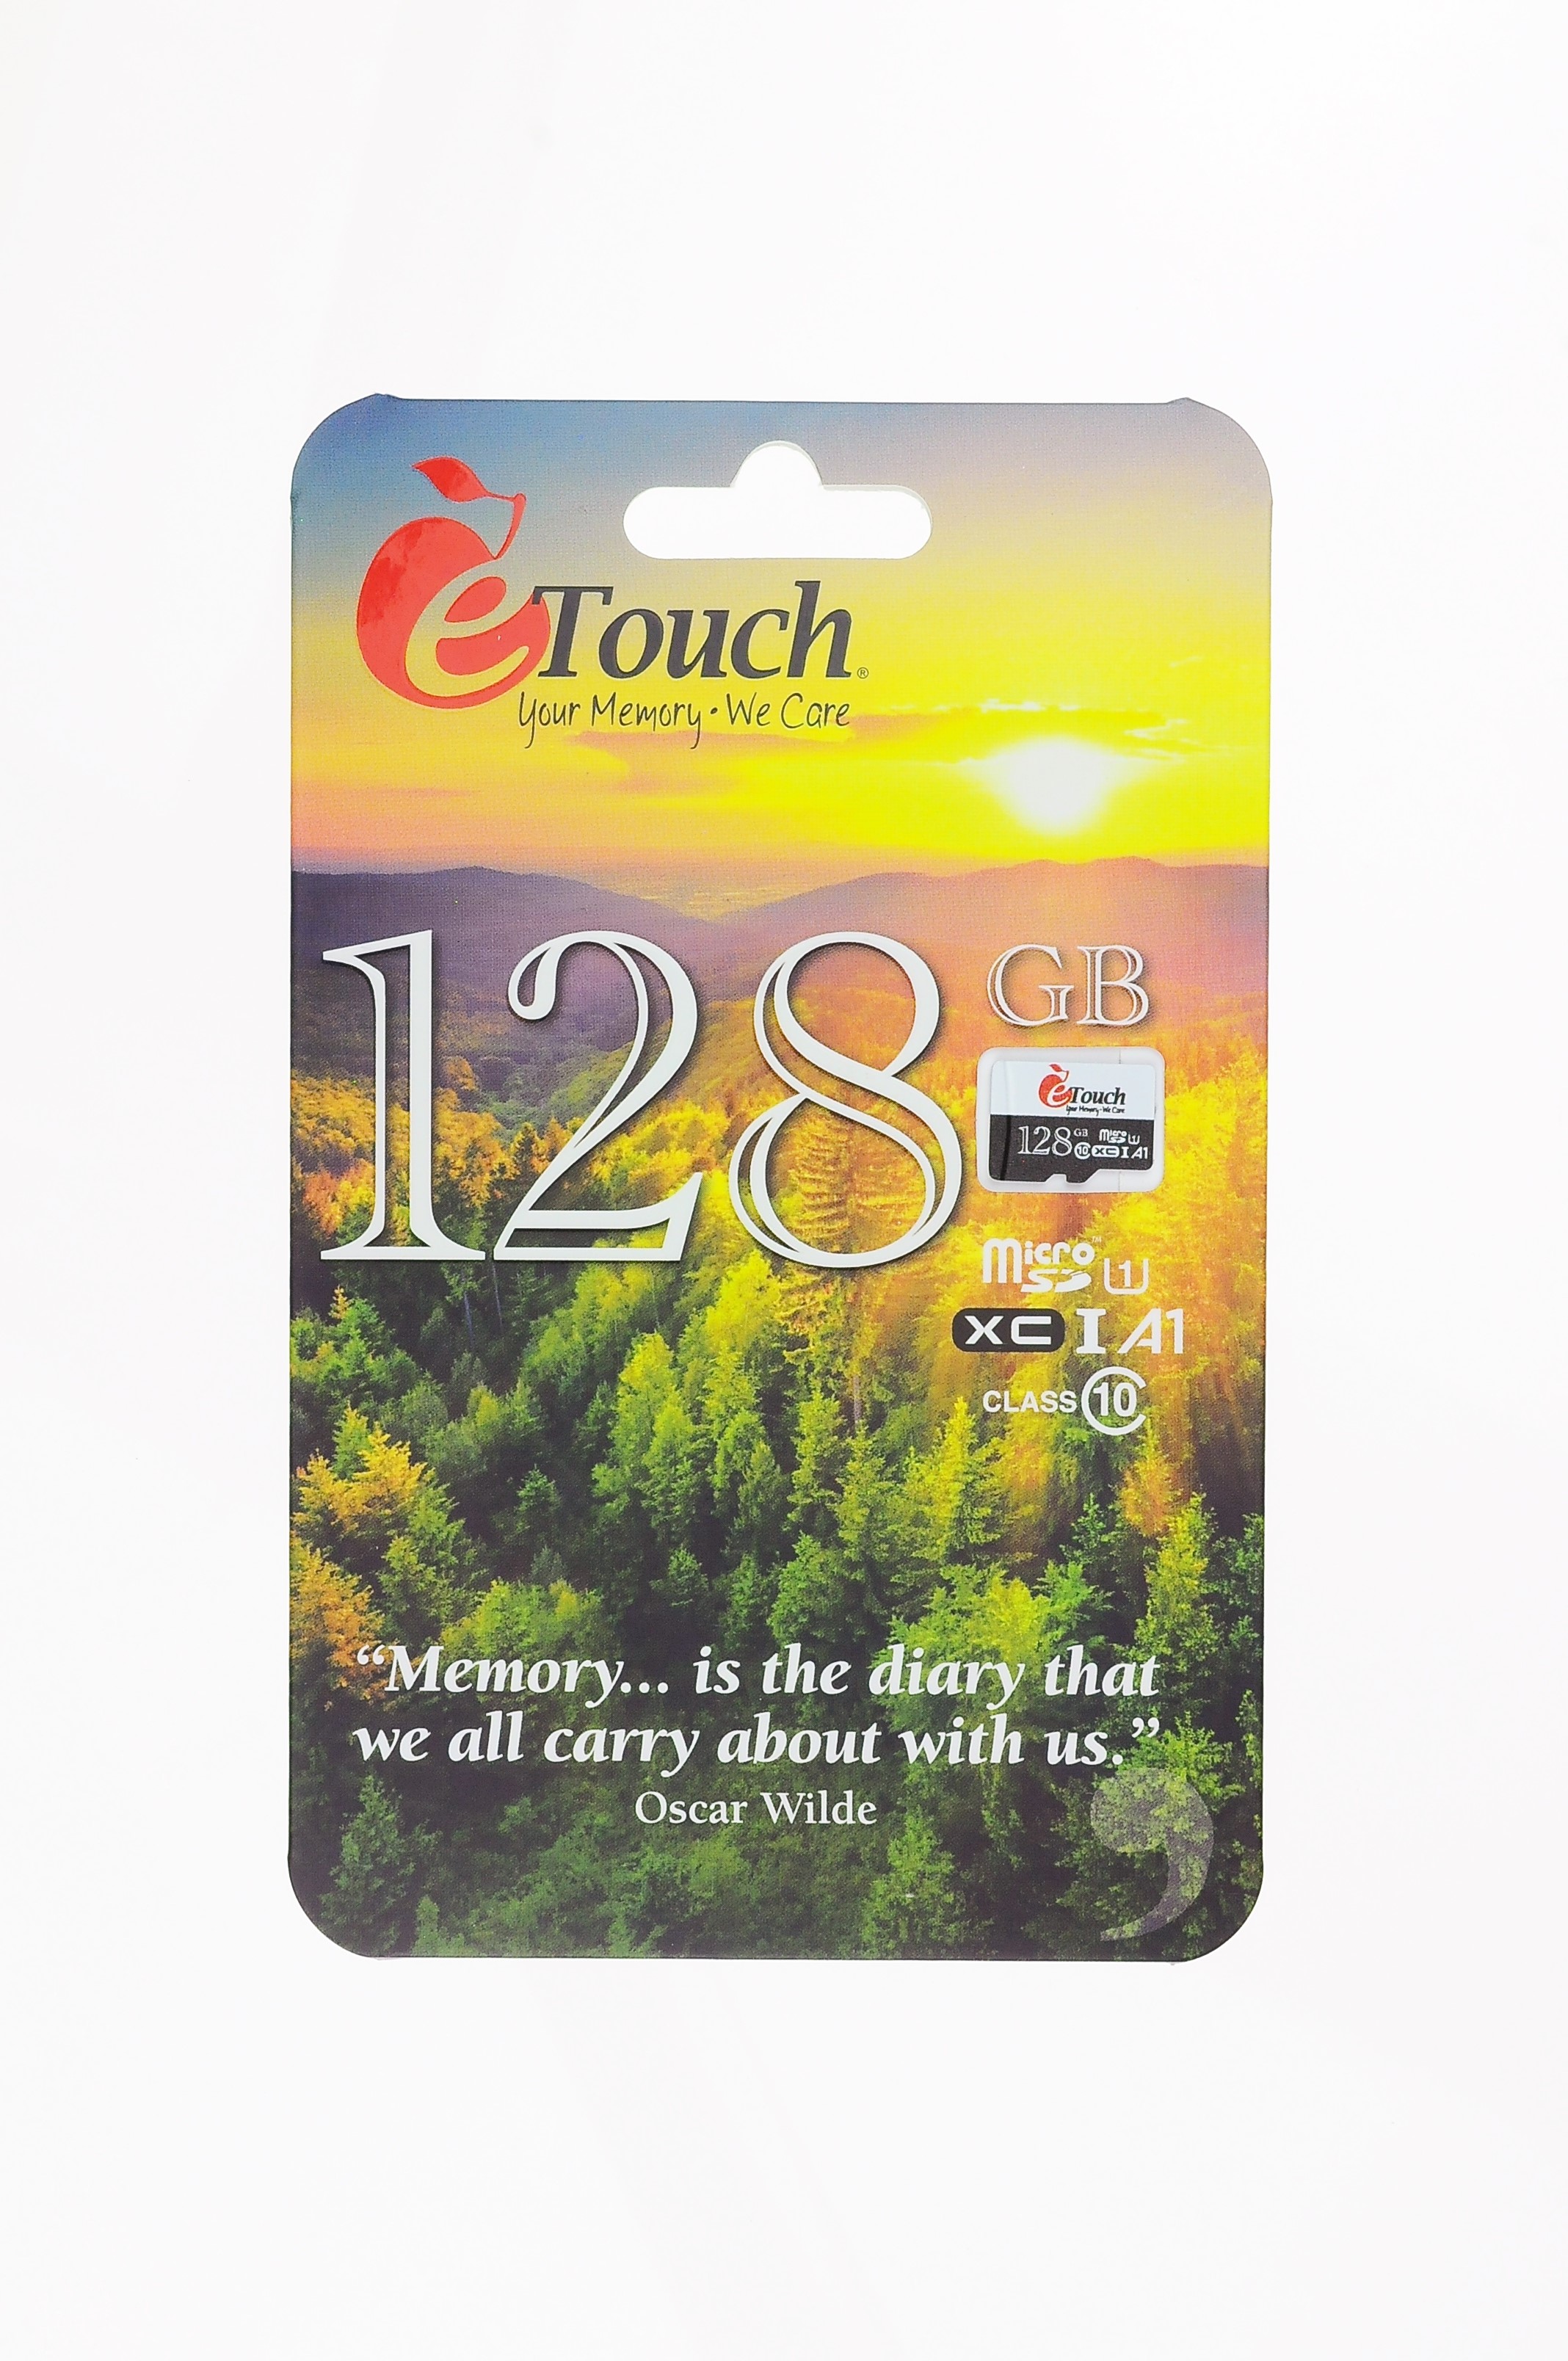 eTouch®
Your Memory · We Care
128 GB
eTouch
Your Memory · We Care
128 GB Micro SD U1
10 XC I A1
Micro SD™ U1
XC I A1
CLASS 10
“Memory... is the diary that
we all carry about with us.”
Oscar Wilde